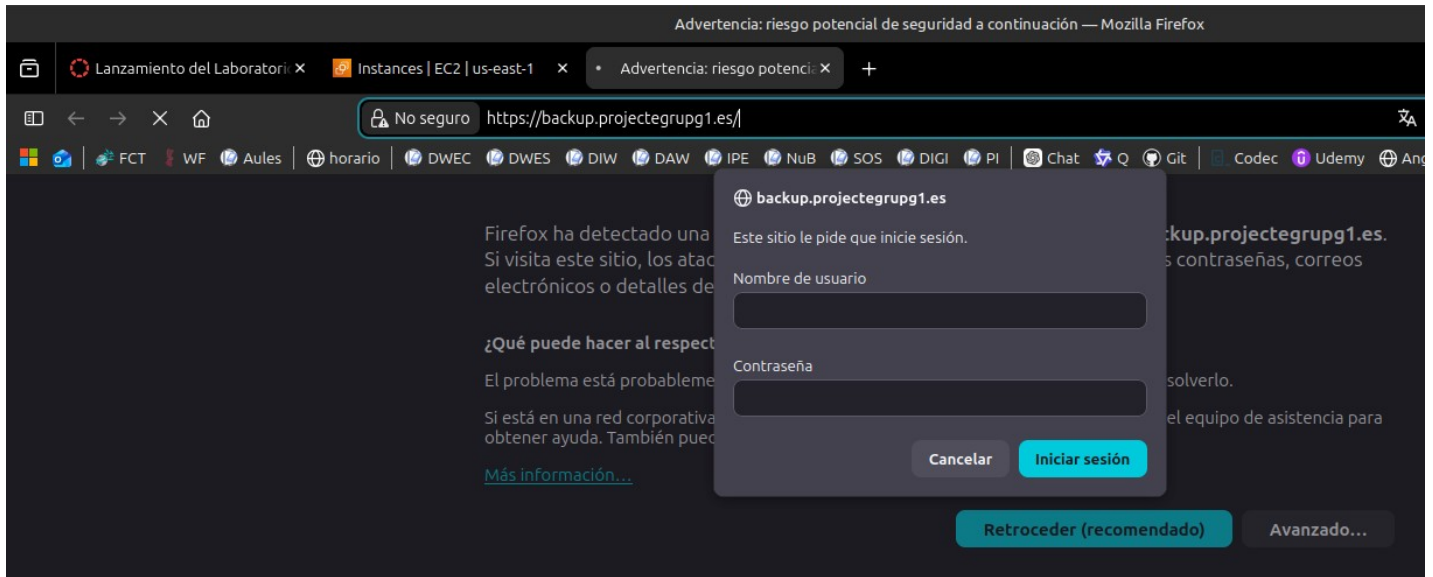 Advertencia: riesgo potencial de seguridad a continuación — Mozilla Firefox
Lanzamiento del Laboratori
Instances | EC2 | us-east-1
Advertencia: riesgo potencia
No seguro https://backup.projectegrupg1.es/
FCT WF Aules horario DWEC DWES DIW DAW IPE NuB SOS DIGI PI Chat Q Git Codec Udemy
backup.projectegrupg1.es
Este sitio le pide que inicie sesión.
Nombre de usuario
Contraseña
Cancelar Iniciar sesión
Firefox ha detectado una kup.projectegrupg1.es.
Si visita este sitio, los atac s contraseñas, correos
electrónicos o detalles de
¿Qué puede hacer al respect
El problema está probableme solverlo.
Si está en una red corporativa el equipo de asistencia para
obtener ayuda. También pued
Más información...
Retroceder (recomendado) Avanzado...